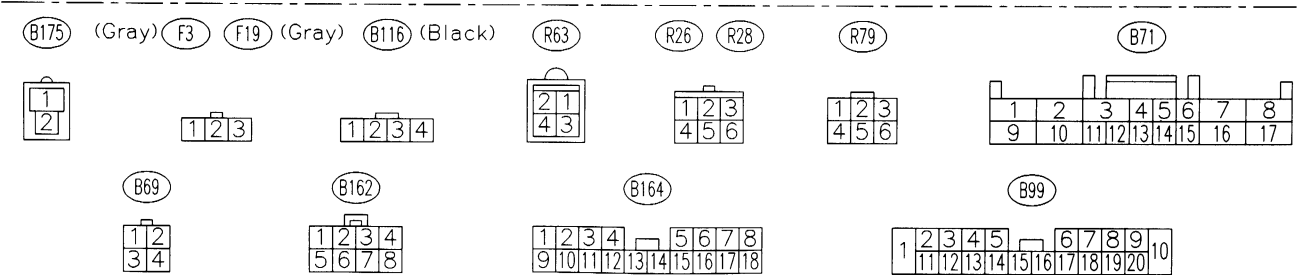 B175 (Gray) F3 F19 (Gray) B116 (Black) R63 R26 R28 R79 B71
1 2
1 2 3
1 2 3 4
2 1
4 3
1 2 3
4 5 6
1 2 3
4 5 6
1 2 3 4 5 6 7 8
9 10 11 12 13 14 15 16 17
B69 B162 B164 B99
1 2
3 4
1 2 3 4
5 6 7 8
1 2 3 4 5 6 7 8
9 10 11 12 13 14 15 16 17 18
1 2 3 4 5 6 7 8 9 10
11 12 13 14 15 16 17 18 19 20